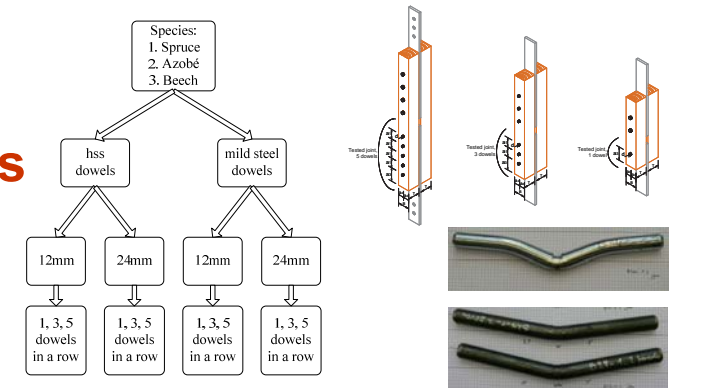 Species:
1. Spruce
2. Azobé
3. Beech
s
hss
dowels
mild steel
dowels
12mm
24mm
12mm
24mm
1, 3, 5
dowels
in a row
1, 3, 5
dowels
in a row
1, 3, 5
dowels
in a row
1, 3, 5
dowels
in a row
Tested joint,
5 dowels
Tested joint,
3 dowels
Tested joint,
1 dowel